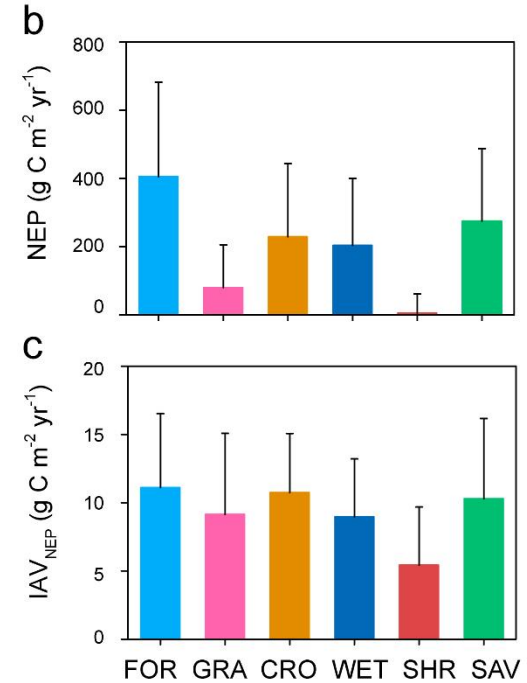 b
800
600
400
200
0
NEP (g C m⁻² yr⁻¹)
c
20
15
10
5
0
IAV_NEP (g C m⁻² yr⁻¹)
FOR GRA CRO WET SHR SAV